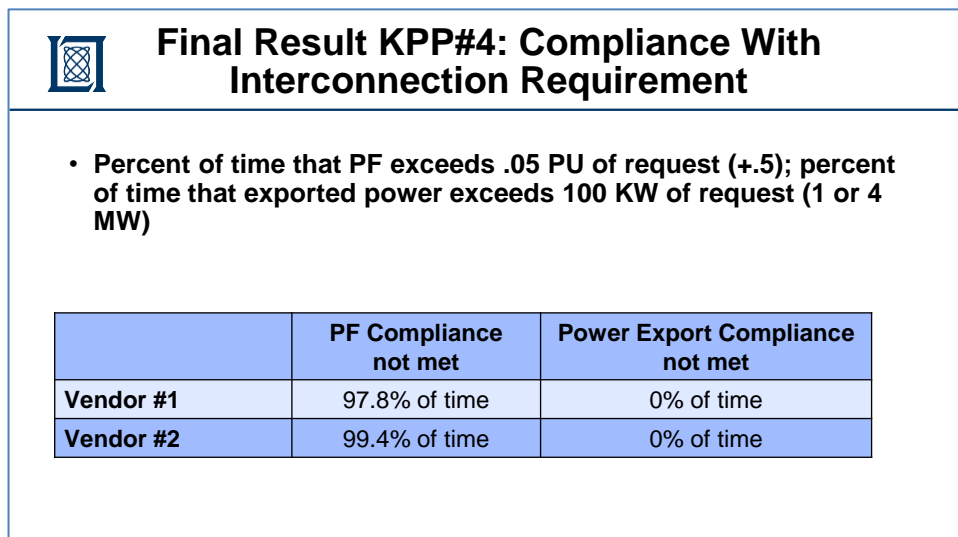 Final Result KPP#4: Compliance With
Interconnection Requirement
• Percent of time that PF exceeds .05 PU of request (+.5); percent
of time that exported power exceeds 100 KW of request (1 or 4
MW)
PF Compliance
not met
Power Export Compliance
not met
Vendor #1 97.8% of time 0% of time
Vendor #2 99.4% of time 0% of time